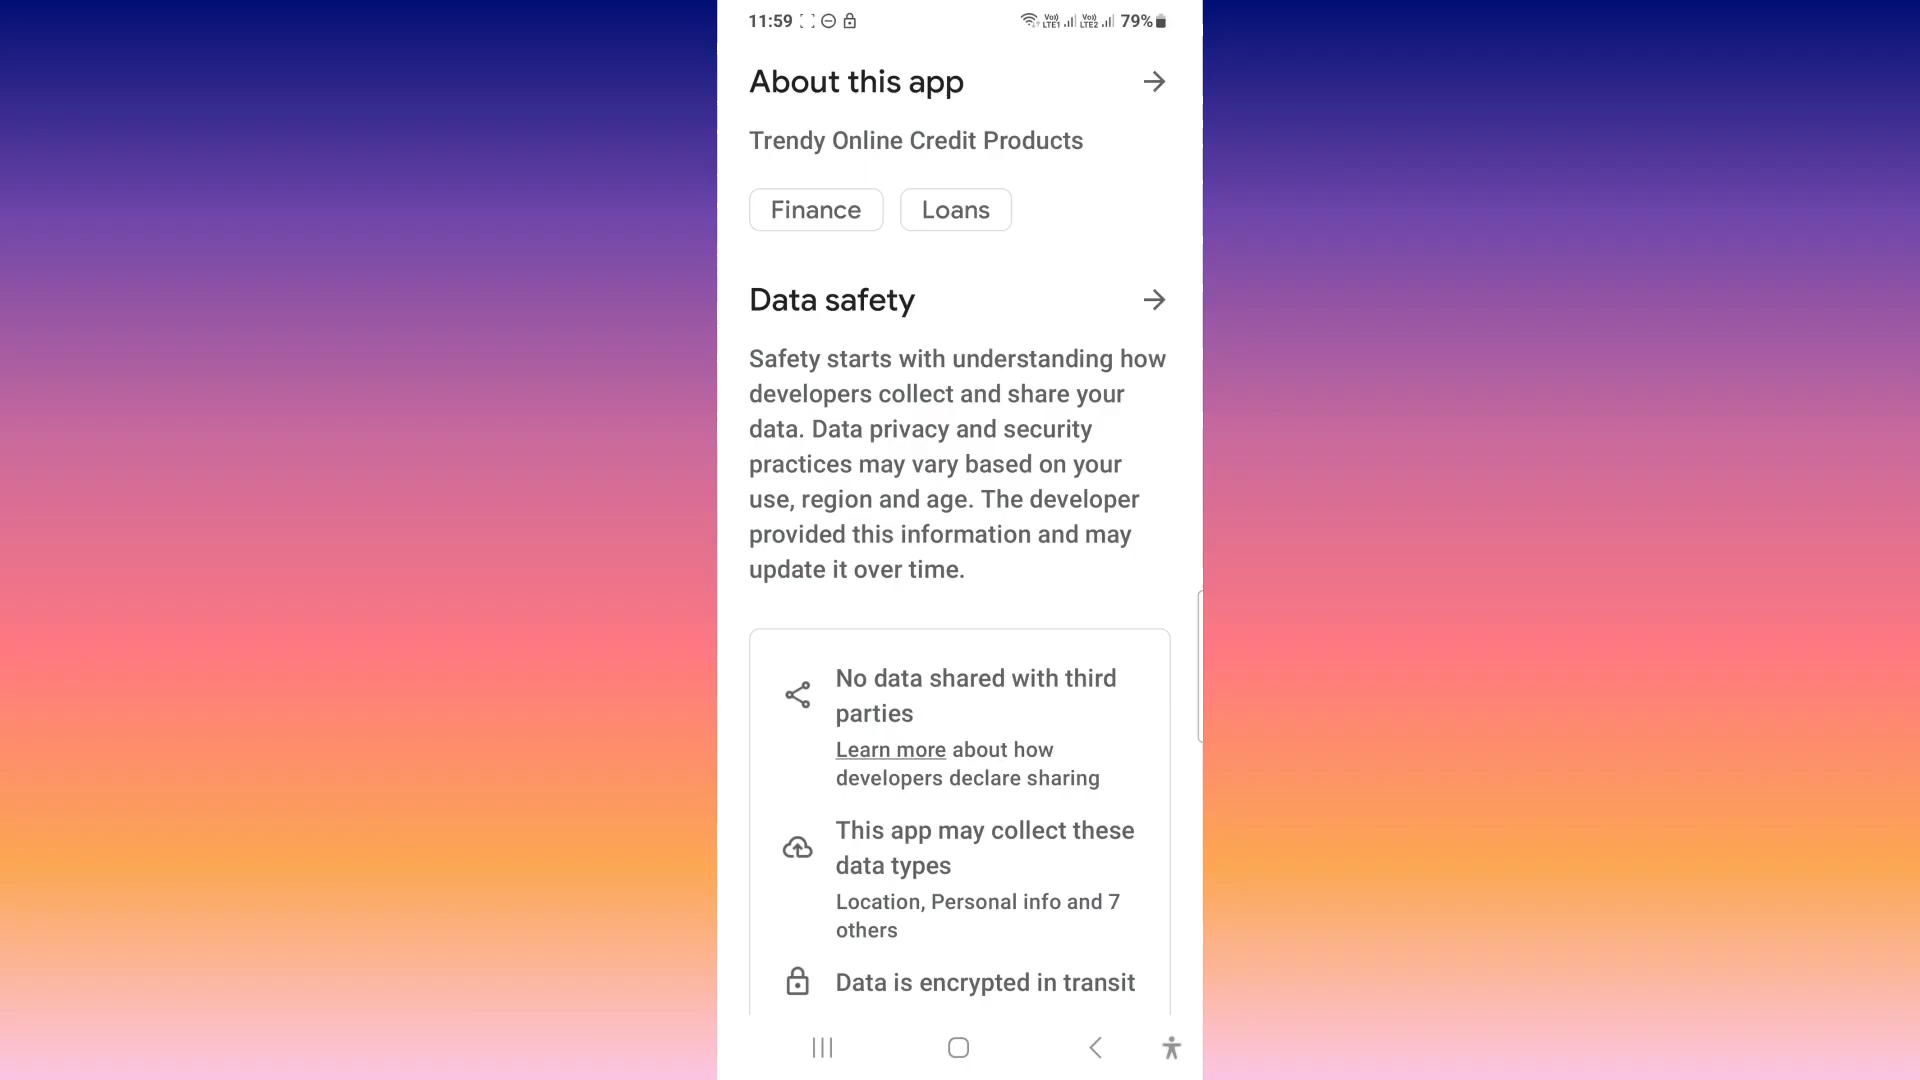 11:59 79%
Vo) LTE1 Vo) LTE2
About this app
Trendy Online Credit Products
Finance Loans
Data safety
Safety starts with understanding how
developers collect and share your
data. Data privacy and security
practices may vary based on your
use, region and age. The developer
provided this information and may
update it over time.
No data shared with third
parties
Learn more about how
developers declare sharing
This app may collect these
data types
Location, Personal info and 7
others
Data is encrypted in transit